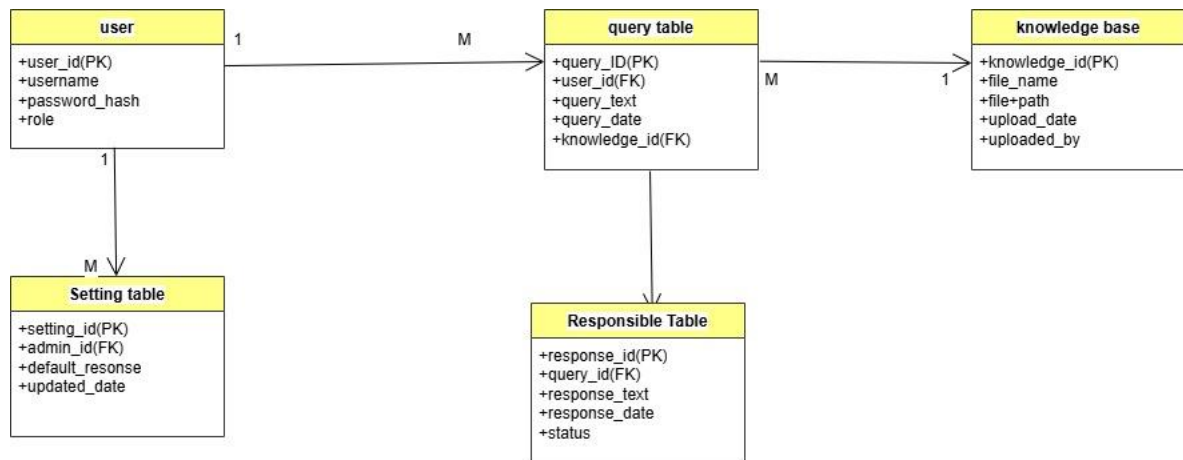 user
+user_id(PK)
+username
+password_hash
+role
1
M
query table
+query_ID(PK)
+user_id(FK)
+query_text
+query_date
+knowledge_id(FK)
M
1
knowledge base
+knowledge_id(PK)
+file_name
+file+path
+upload_date
+uploaded_by
1
M
Setting table
+setting_id(PK)
+admin_id(FK)
+default_resonse
+updated_date
Responsible Table
+response_id(PK)
+query_id(FK)
+response_text
+response_date
+status